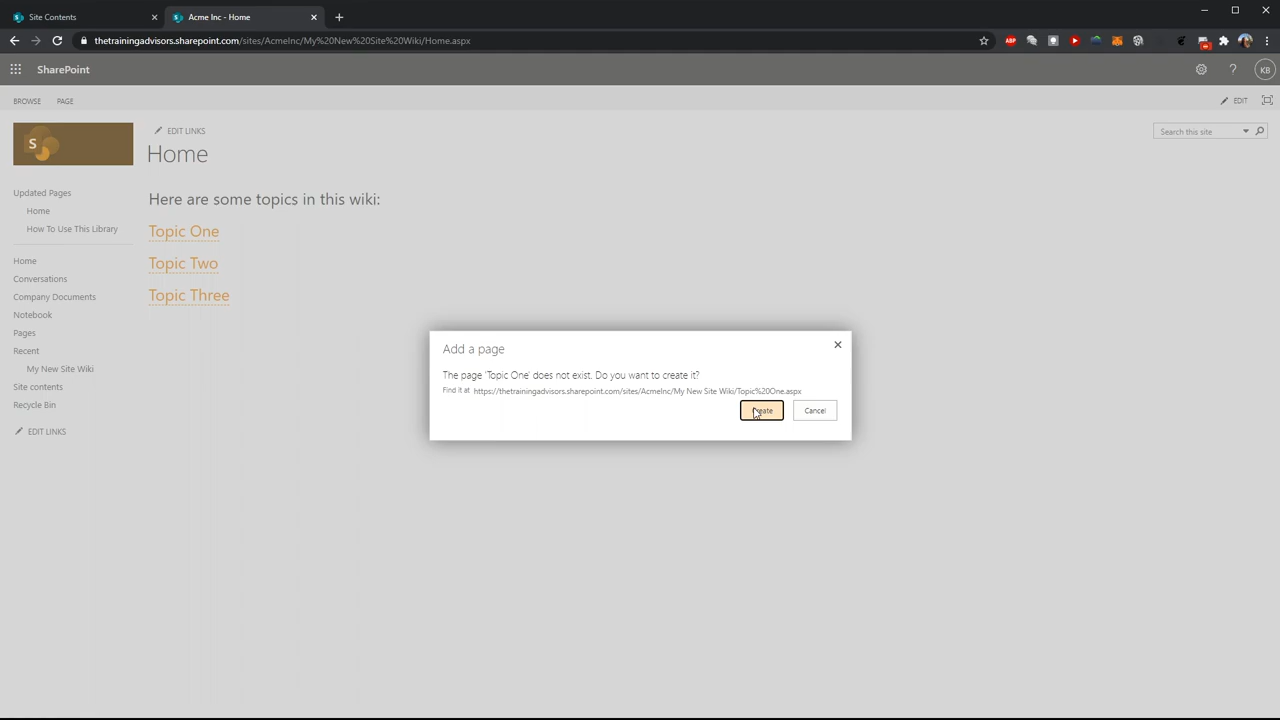 Site Contents
Acme Inc - Home
thetrainingadvisors.sharepoint.com/sites/AcmeInc/My%20New%20Site%20Wiki/Home.aspx
ABP
SharePoint
KB
BROWSE PAGE
EDIT
S
EDIT LINKS
Home
Search this site
Updated Pages
Home
How To Use This Library
Home
Conversations
Company Documents
Notebook
Pages
Recent
My New Site Wiki
Site contents
Recycle Bin
EDIT LINKS
Here are some topics in this wiki:
Topic One
Topic Two
Topic Three
Add a page
The page 'Topic One' does not exist. Do you want to create it?
Find it at https://thetrainingadvisors.sharepoint.com/sites/AcmeInc/My New Site Wiki/Topic%20One.aspx
Create Cancel